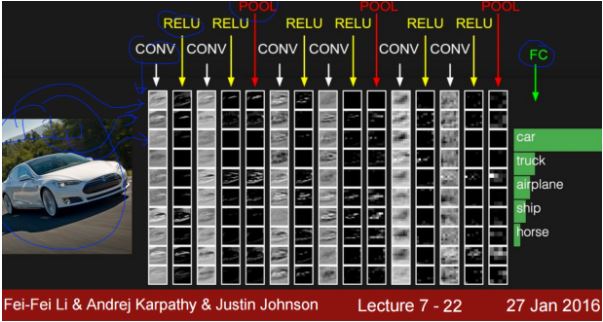 POOL POOL POOL
RELU RELU RELU RELU RELU RELU
CONV CONV CONV CONV CONV CONV
FC
car
truck
airplane
ship
horse
Fei-Fei Li & Andrej Karpathy & Justin Johnson Lecture 7 - 22 27 Jan 2016